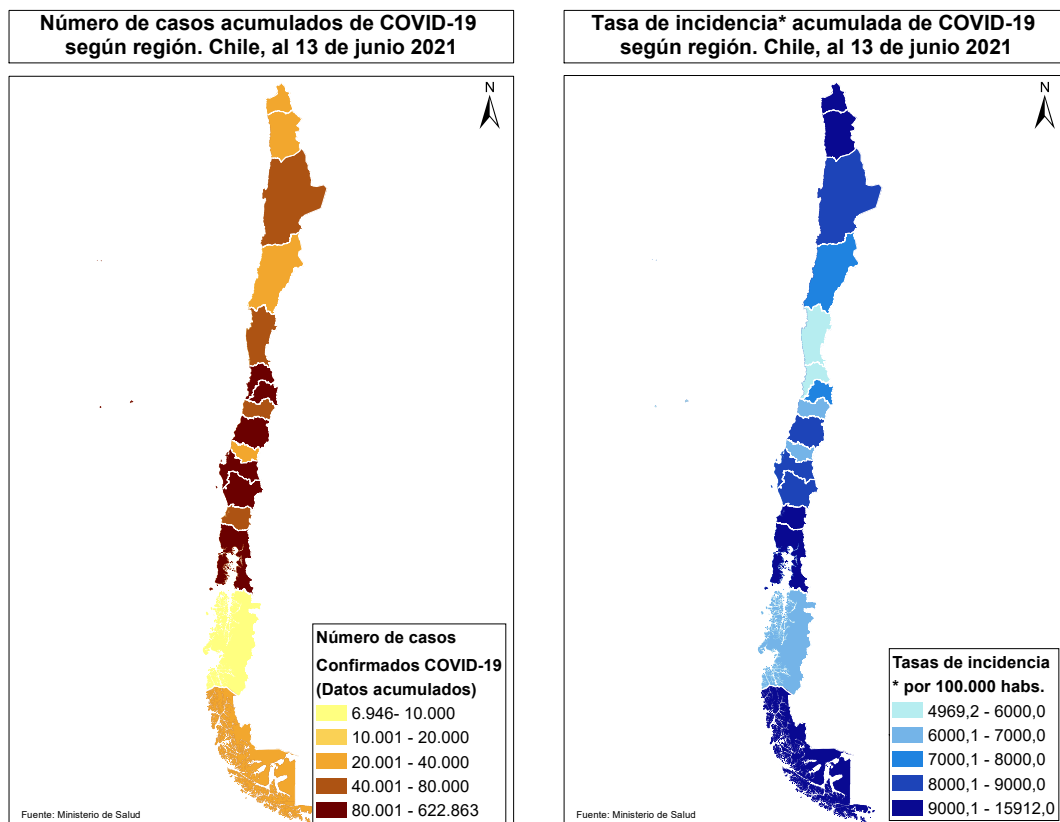 Número de casos acumulados de COVID-19
según región. Chile, al 13 de junio 2021
N
Número de casos
Confirmados COVID-19
(Datos acumulados)
6.946- 10.000
10.001 - 20.000
20.001 - 40.000
40.001 - 80.000
80.001 - 622.863
Fuente: Ministerio de Salud
Tasa de incidencia* acumulada de COVID-19
según región. Chile, al 13 de junio 2021
N
Tasas de incidencia
* por 100.000 habs.
4969,2 - 6000,0
6000,1 - 7000,0
7000,1 - 8000,0
8000,1 - 9000,0
9000,1 - 15912,0
Fuente: Ministerio de Salud